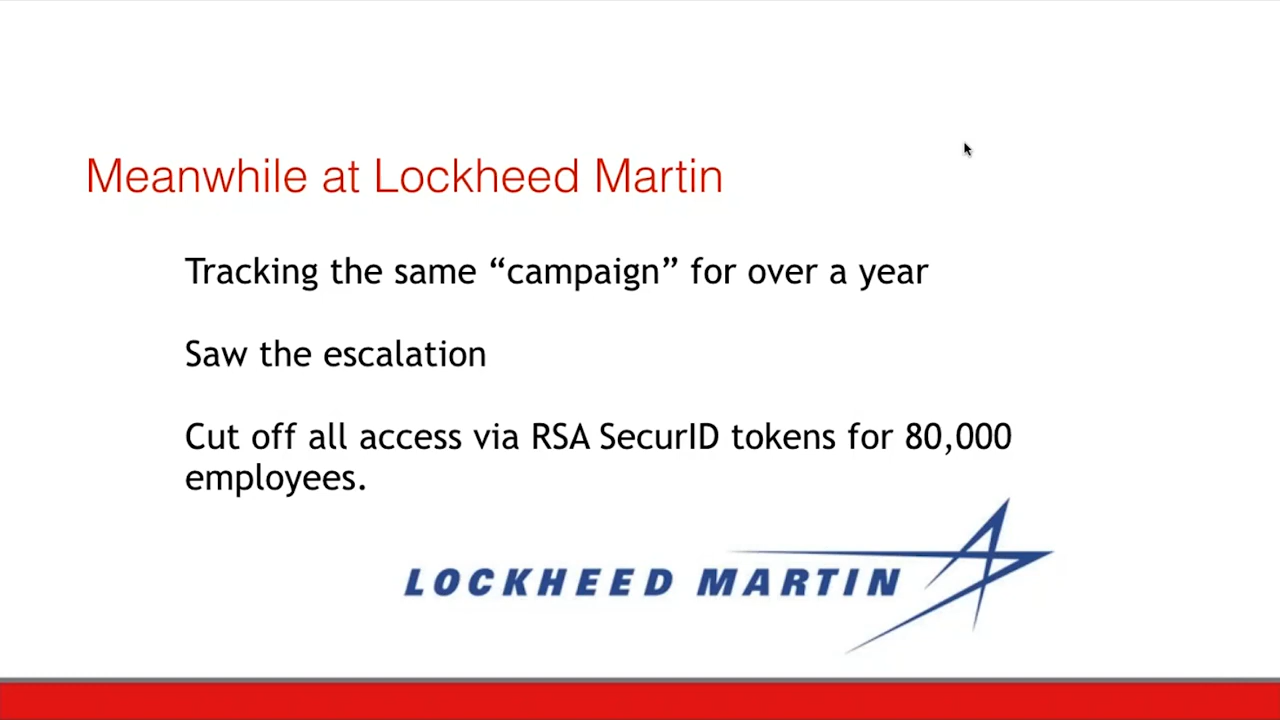 Meanwhile at Lockheed Martin
Tracking the same “campaign” for over a year
Saw the escalation
Cut off all access via RSA SecurID tokens for 80,000
employees.
LOCKHEED MARTIN